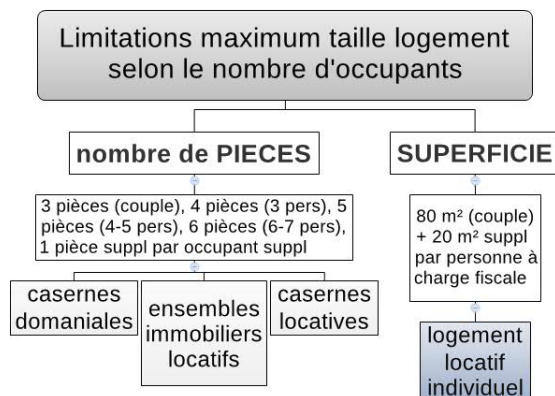 Limitations maximum taille logement
selon le nombre d'occupants
nombre de PIECES
SUPERFICIE
3 pièces (couple), 4 pièces (3 pers), 5
pièces (4-5 pers), 6 pièces (6-7 pers),
1 pièce suppl par occupant suppl
80 m² (couple)
+ 20 m² suppl
par personne à
charge fiscale
casernes
domaniales
ensembles
immobiliers
locatifs
casernes
locatives
logement
locatif
individuel